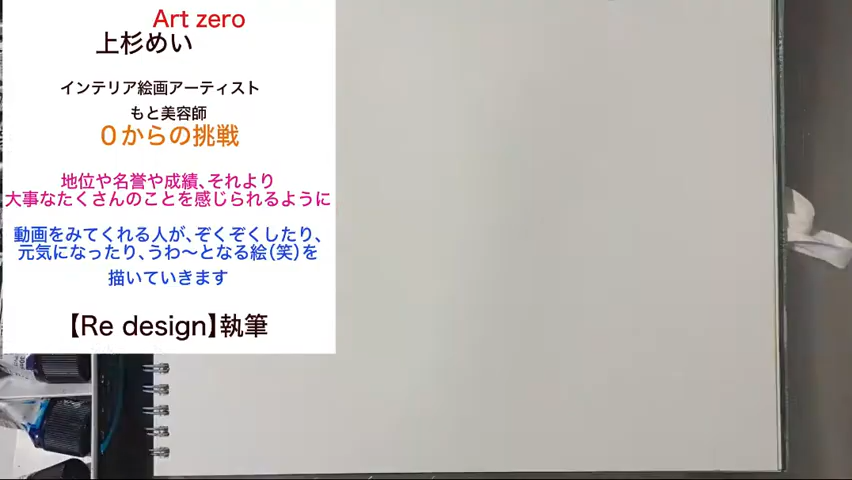 Art zero
上杉めい
インテリア絵画アーティスト
もと美容師
０からの挑戦
地位や名誉や成績、それより
大事なたくさんのことを感じられるように
動画をみてくれる人が、ぞくぞくしたり、
元気になったり、うわ〜となる絵（笑）を
描いていきます
【Re design】執筆